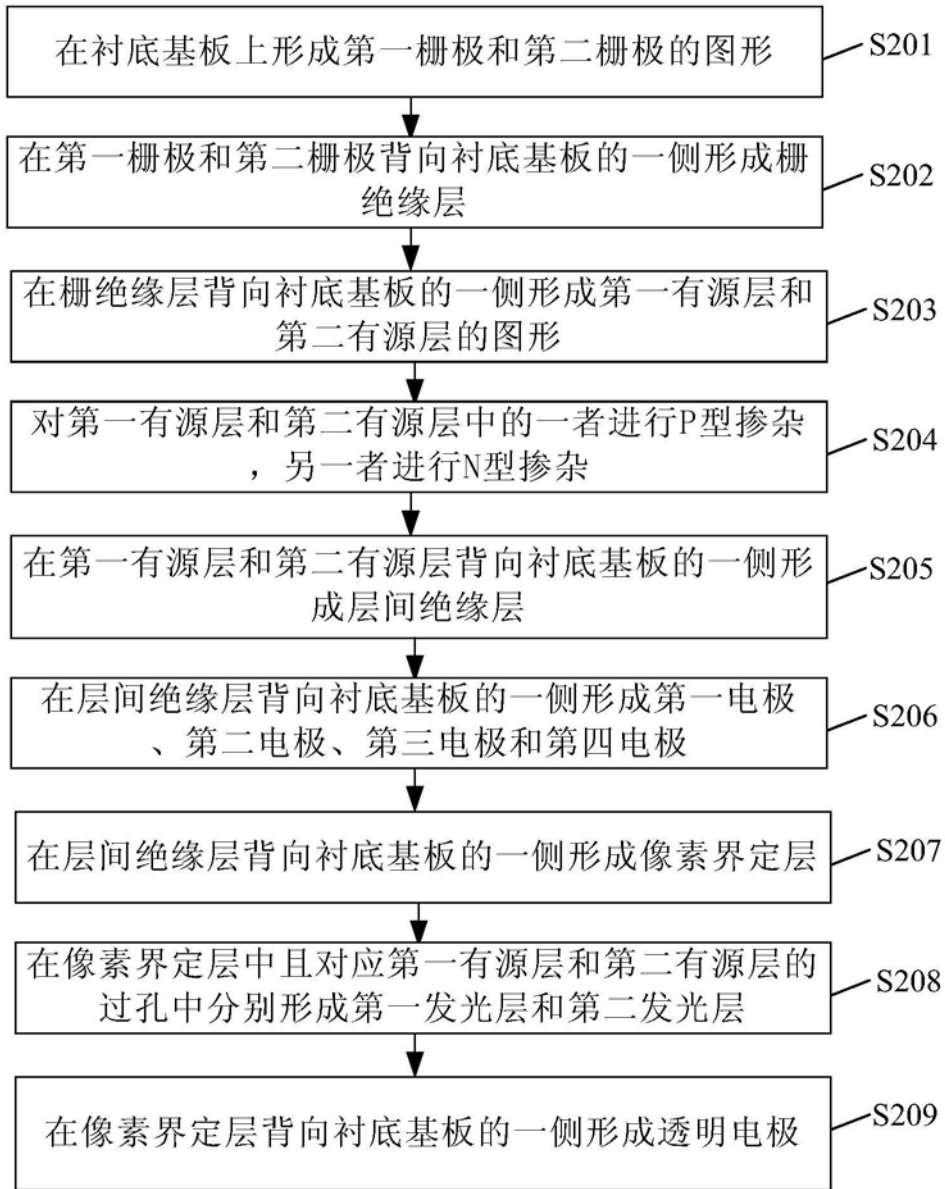 在衬底基板上形成第一栅极和第二栅极的图形
S201
在第一栅极和第二栅极背向衬底基板的一侧形成栅
绝缘层
S202
在栅绝缘层背向衬底基板的一侧形成第一有源层和
第二有源层的图形
S203
对第一有源层和第二有源层中的一者进行P型掺杂
，另一者进行N型掺杂
S204
在第一有源层和第二有源层背向衬底基板的一侧形
成层间绝缘层
S205
在层间绝缘层背向衬底基板的一侧形成第一电极
、第二电极、第三电极和第四电极
S206
在层间绝缘层背向衬底基板的一侧形成像素界定层
S207
在像素界定层中且对应第一有源层和第二有源层的
过孔中分别形成第一发光层和第二发光层
S208
在像素界定层背向衬底基板的一侧形成透明电极
S209